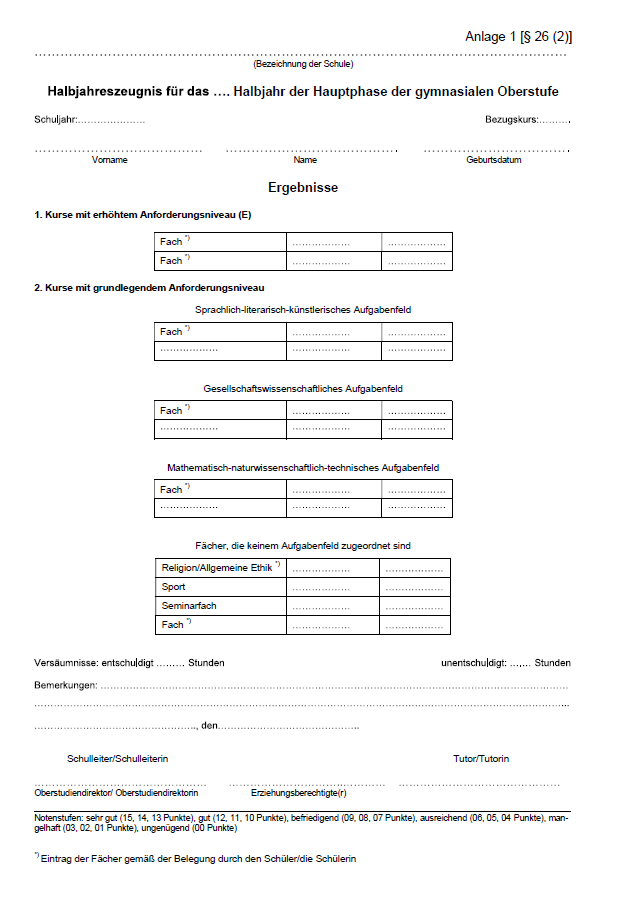 Anlage 1 [§ 26 (2)]
………………………………………………………………………………………………
(Bezeichnung der Schule)
Halbjahreszeugnis für das …. Halbjahr der Hauptphase der gymnasialen Oberstufe
Schuljahr:………………… Bezugskurs:……….
……………………………… ……………………………… …………………………
Vorname Name Geburtsdatum
Ergebnisse
1. Kurse mit erhöhtem Anforderungsniveau (E)
Fach *) ……………… ………………
Fach *) ……………… ………………
2. Kurse mit grundlegendem Anforderungsniveau
Sprachlich-literarisch-künstlerisches Aufgabenfeld
Fach *) ……………… ………………
……………… ……………… ………………
Gesellschaftswissenschaftliches Aufgabenfeld
Fach *) ……………… ………………
……………… ……………… ………………
Mathematisch-naturwissenschaftlich-technisches Aufgabenfeld
Fach *) ……………… ………………
……………… ……………… ………………
Fächer, die keinem Aufgabenfeld zugeordnet sind
Religion/Allgemeine Ethik *) ……………… ………………
Sport ……………… ………………
Seminarfach ……………… ………………
Fach *) ……………… ………………
Versäumnisse: entschuldigt ……… Stunden unentschuldigt: …,… Stunden
Bemerkungen: ………………………………………………………………………………
………………………………………………………………………………………………...
………………………………………….., den……………………………………..
Schulleiter/Schulleiterin Tutor/Tutorin
……………………………… ……………………………… ………………………………
Oberstudiendirektor/ Oberstudiendirektorin Erziehungsberechtigte(r)
Notenstufen: sehr gut (15, 14, 13 Punkte), gut (12, 11, 10 Punkte), befriedigend (09, 08, 07 Punkte), ausreichend (06, 05, 04 Punkte), man-
gelhaft (03, 02, 01 Punkte), ungenügend (00 Punkte)
*) Eintrag der Fächer gemäß der Belegung durch den Schüler/die Schülerin